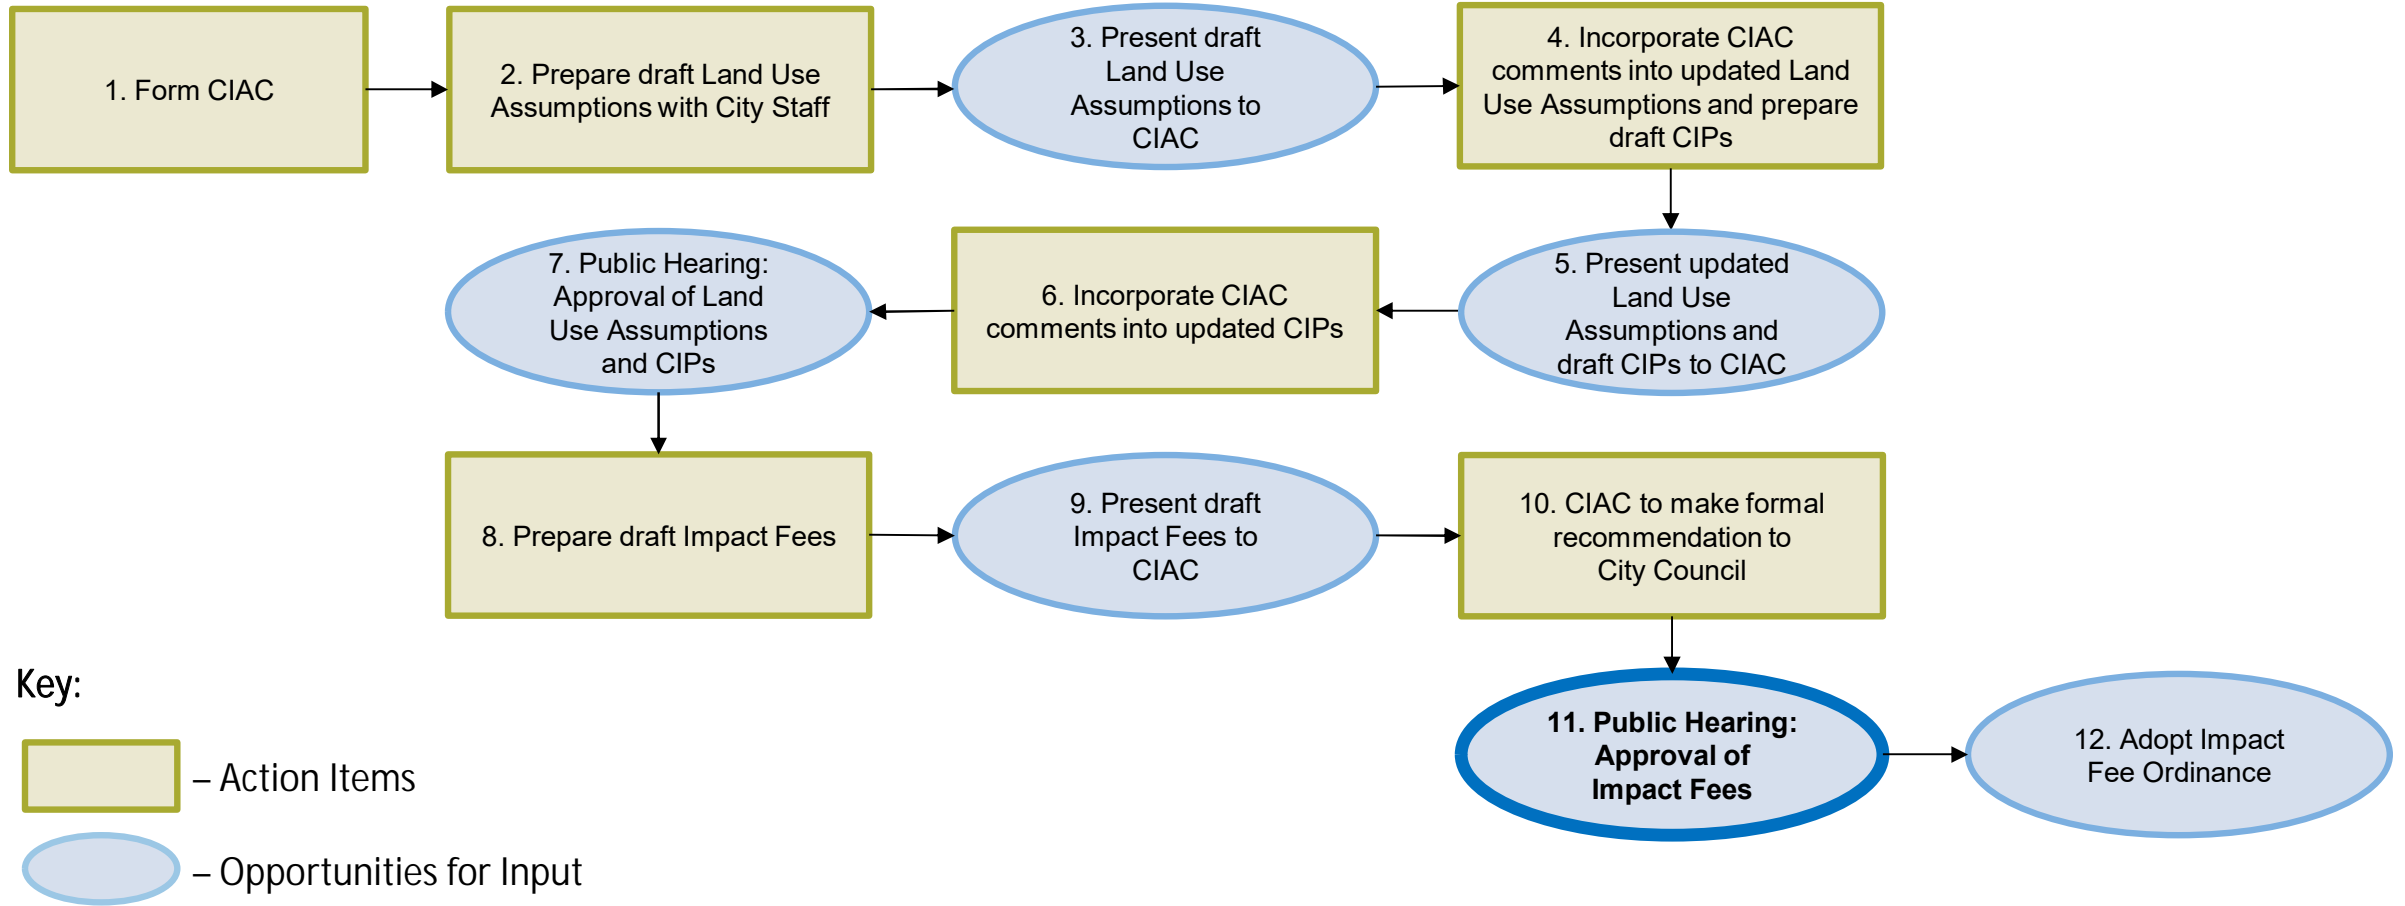 1. Form CIAC
2. Prepare draft Land Use
Assumptions with City Staff
3. Present draft
Land Use
Assumptions to
CIAC
4. Incorporate CIAC
comments into updated Land
Use Assumptions and prepare
draft CIPs
5. Present updated
Land Use
Assumptions and
draft CIPs to CIAC
6. Incorporate CIAC
comments into updated CIPs
7. Public Hearing:
Approval of Land
Use Assumptions
and CIPs
8. Prepare draft Impact Fees
9. Present draft
Impact Fees to
CIAC
10. CIAC to make formal
recommendation to
City Council
11. Public Hearing:
Approval of
Impact Fees
12. Adopt Impact
Fee Ordinance
Key:
– Action Items
– Opportunities for Input